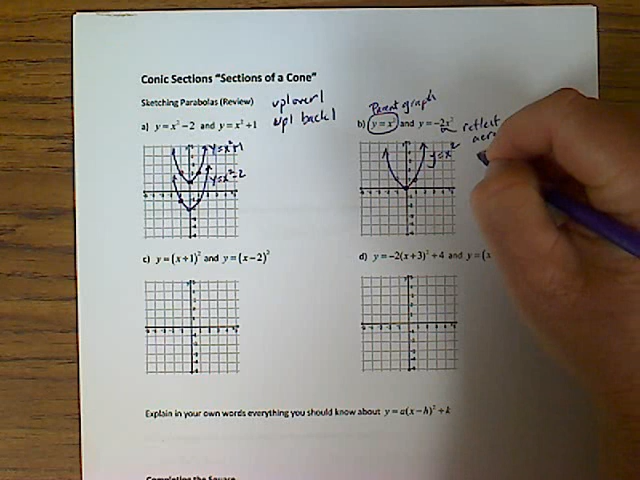 Conic Sections "Sections of a Cone"
Sketching Parabolas (Review)
up 1 over 1
up 1 back 1
a) y = x² − 2 and y = x² + 1
Parent graph
b) y = x² and y = −2x²
reflect
y = x² + 1
y = x² − 2
y = x²
c) y = (x + 1)² and y = (x − 2)²
d) y = −2(x + 3)² + 4 and y = (x
Explain in your own words everything you should know about y = a(x − h)² + k
Completing the Square